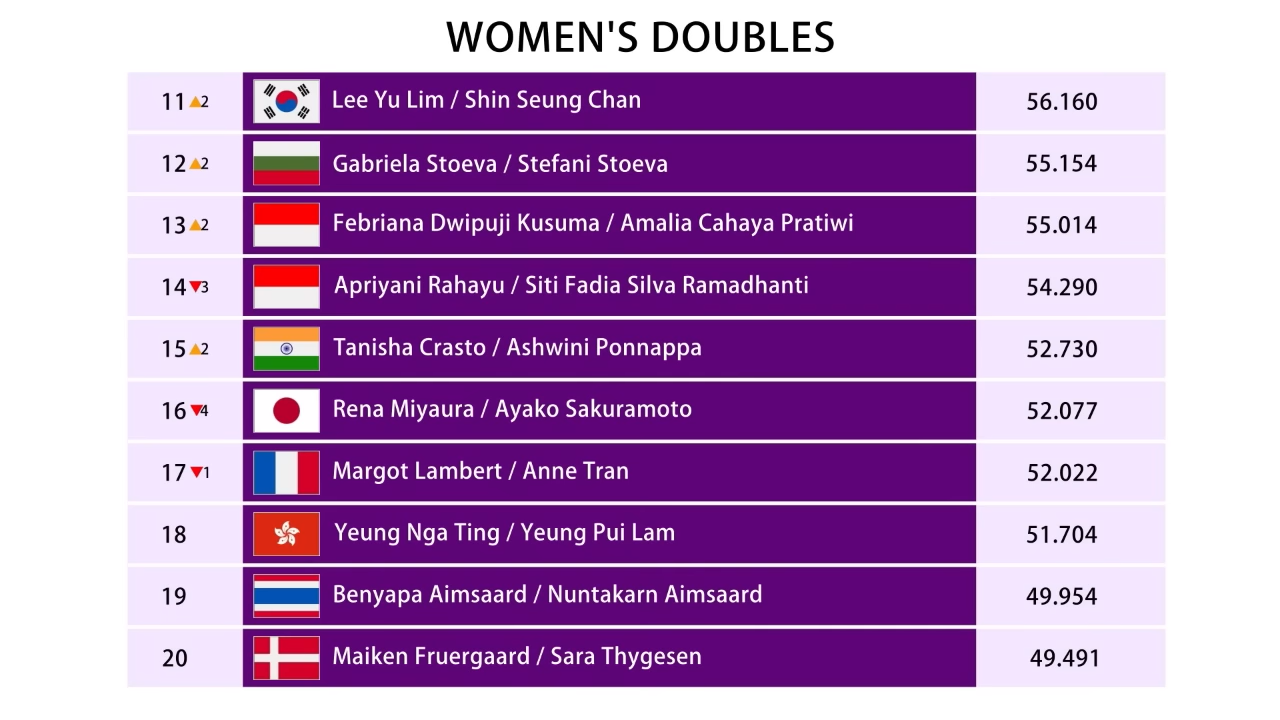 WOMEN'S DOUBLES
11 ▲2 Lee Yu Lim / Shin Seung Chan 56.160
12 ▲2 Gabriela Stoeva / Stefani Stoeva 55.154
13 ▲2 Febriana Dwipuji Kusuma / Amalia Cahaya Pratiwi 55.014
14 ▼3 Apriyani Rahayu / Siti Fadia Silva Ramadhanti 54.290
15 ▲2 Tanisha Crasto / Ashwini Ponnappa 52.730
16 ▼4 Rena Miyaura / Ayako Sakuramoto 52.077
17 ▼1 Margot Lambert / Anne Tran 52.022
18 Yeung Nga Ting / Yeung Pui Lam 51.704
19 Benyapa Aimsaard / Nuntakarn Aimsaard 49.954
20 Maiken Fruergaard / Sara Thygesen 49.491